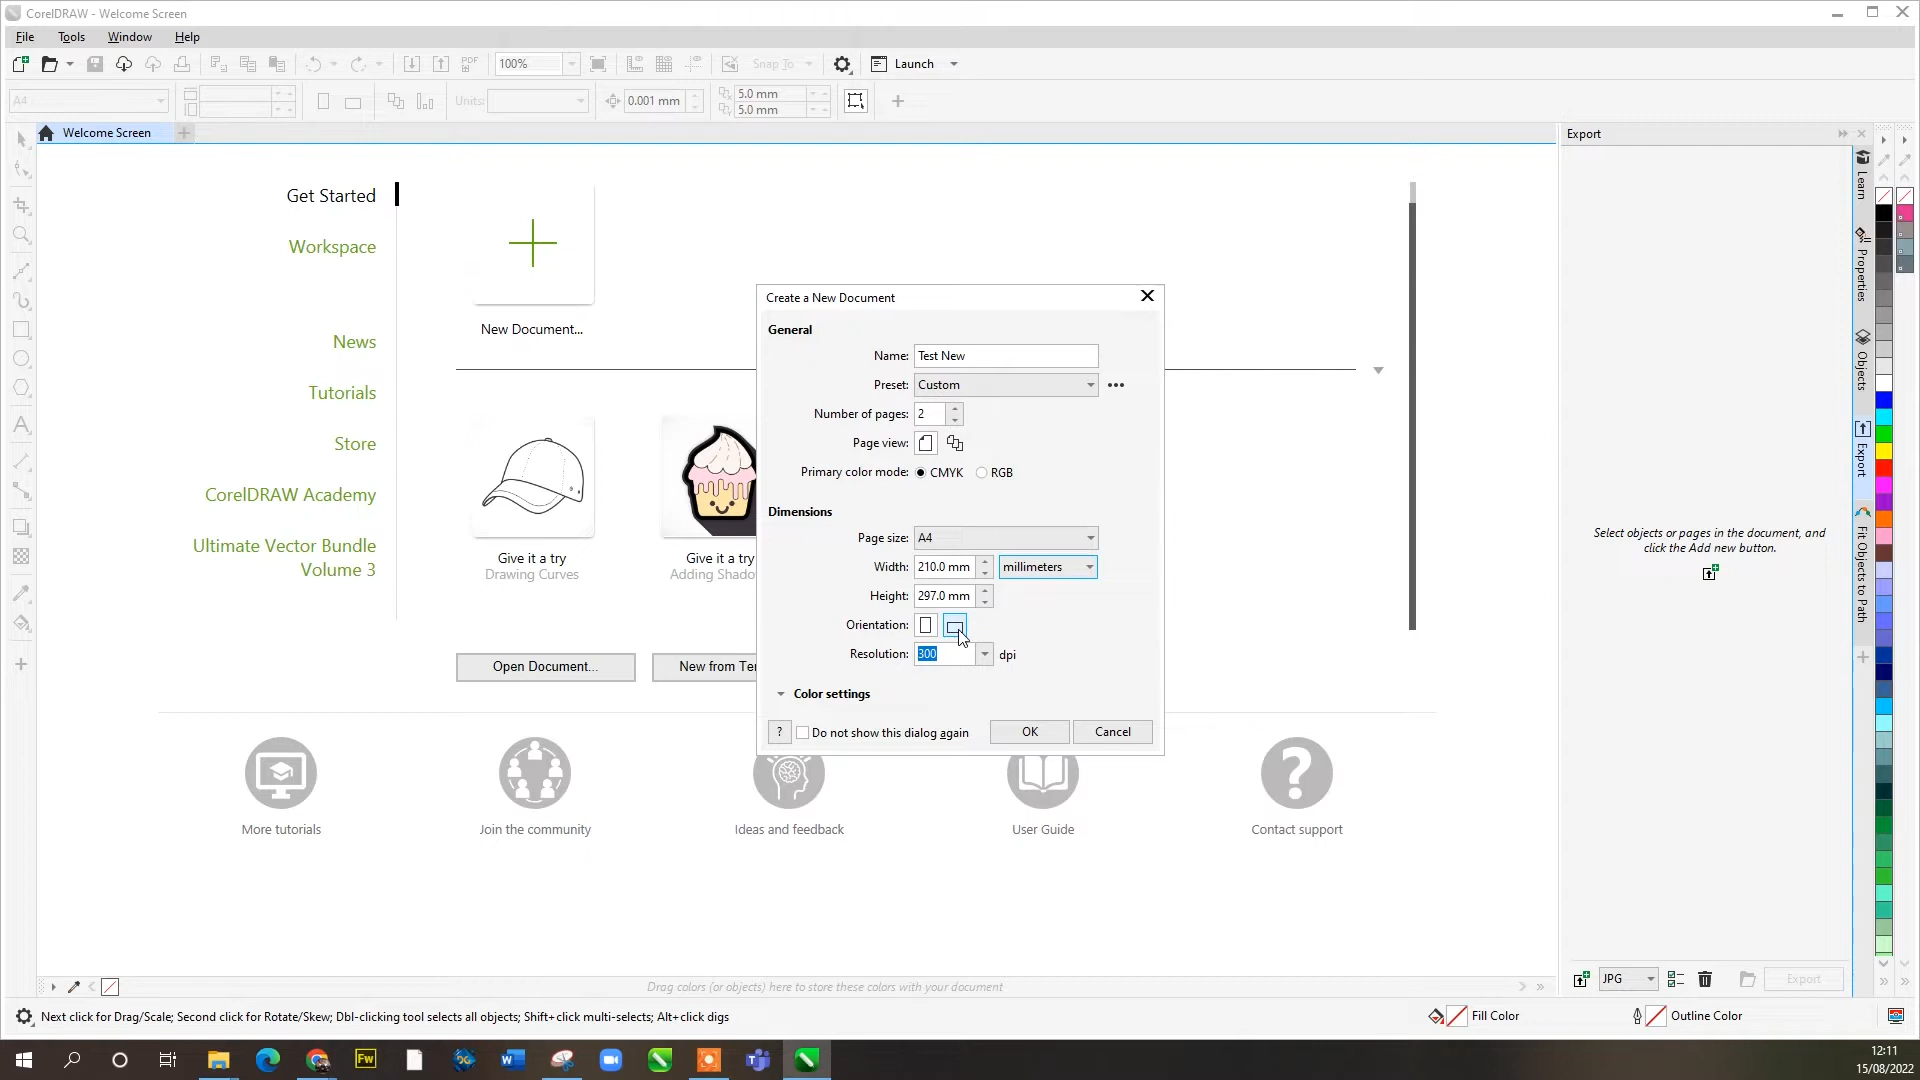 CorelDRAW - Welcome Screen
File Tools Window Help
PDF 100% Snap To Launch
A4 Units: 0.001 mm 5.0 mm
5.0 mm
Welcome Screen
Export
Get Started
Workspace
News
Tutorials
Store
CorelDRAW Academy
Ultimate Vector Bundle
Volume 3
New Document...
Give it a try
Drawing Curves
Give it a try
Adding Shado
Open Document...
New from Ter
Create a New Document
General
Name: Test New
Preset: Custom
Number of pages: 2
Page view:
Primary color mode: CMYK RGB
Dimensions
Page size: A4
Width: 210.0 mm millimeters
Height: 297.0 mm
Orientation:
Resolution: 300 dpi
Color settings
? Do not show this dialog again OK Cancel
More tutorials
Join the community
Ideas and feedback
User Guide
? 
Contact support
Select objects or pages in the document, and
click the Add new button.
Learn
Properties
Objects
Export
Fit Objects to Path
JPG Export
Drag colors (or objects) here to store these colors with your document
Next click for Drag/Scale; Second click for Rotate/Skew; Dbl-clicking tool selects all objects; Shift+click multi-selects; Alt+click digs
Fill Color
Outline Color
Fw
12:11
15/08/2022